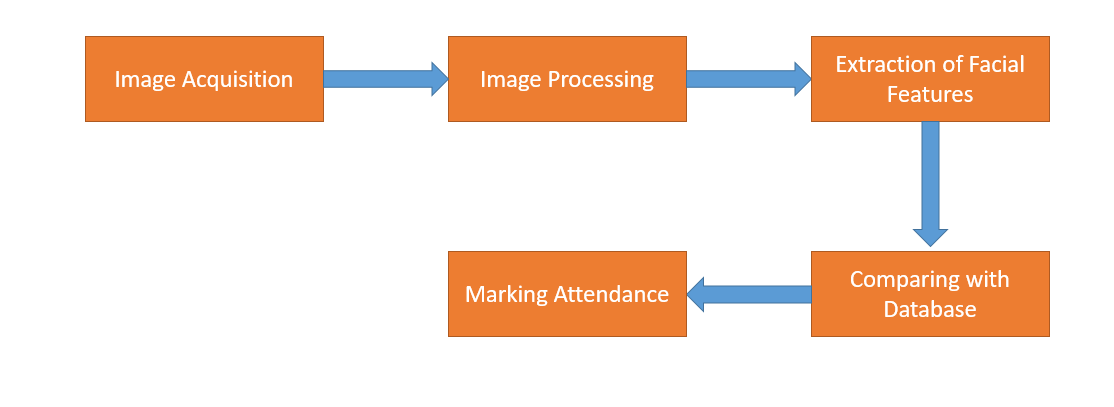 Image Acquisition
Image Processing
Extraction of Facial
Features
Comparing with
Database
Marking Attendance